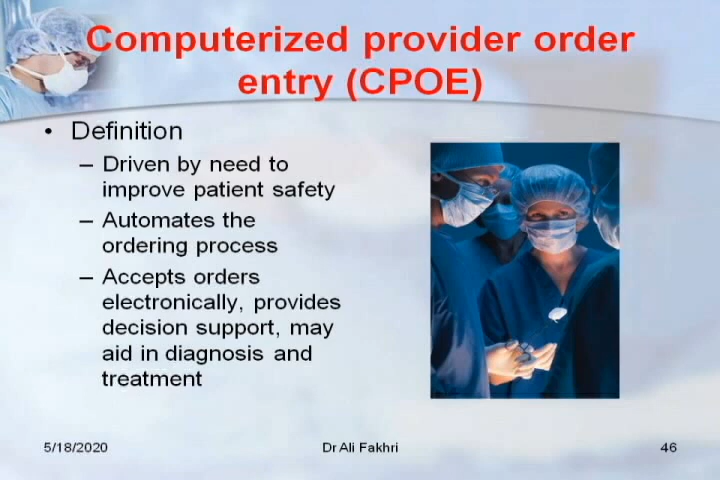 Computerized provider order
entry (CPOE)
• Definition
– Driven by need to
improve patient safety
– Automates the
ordering process
– Accepts orders
electronically, provides
decision support, may
aid in diagnosis and
treatment
5/18/2020
Dr Ali Fakhri
46